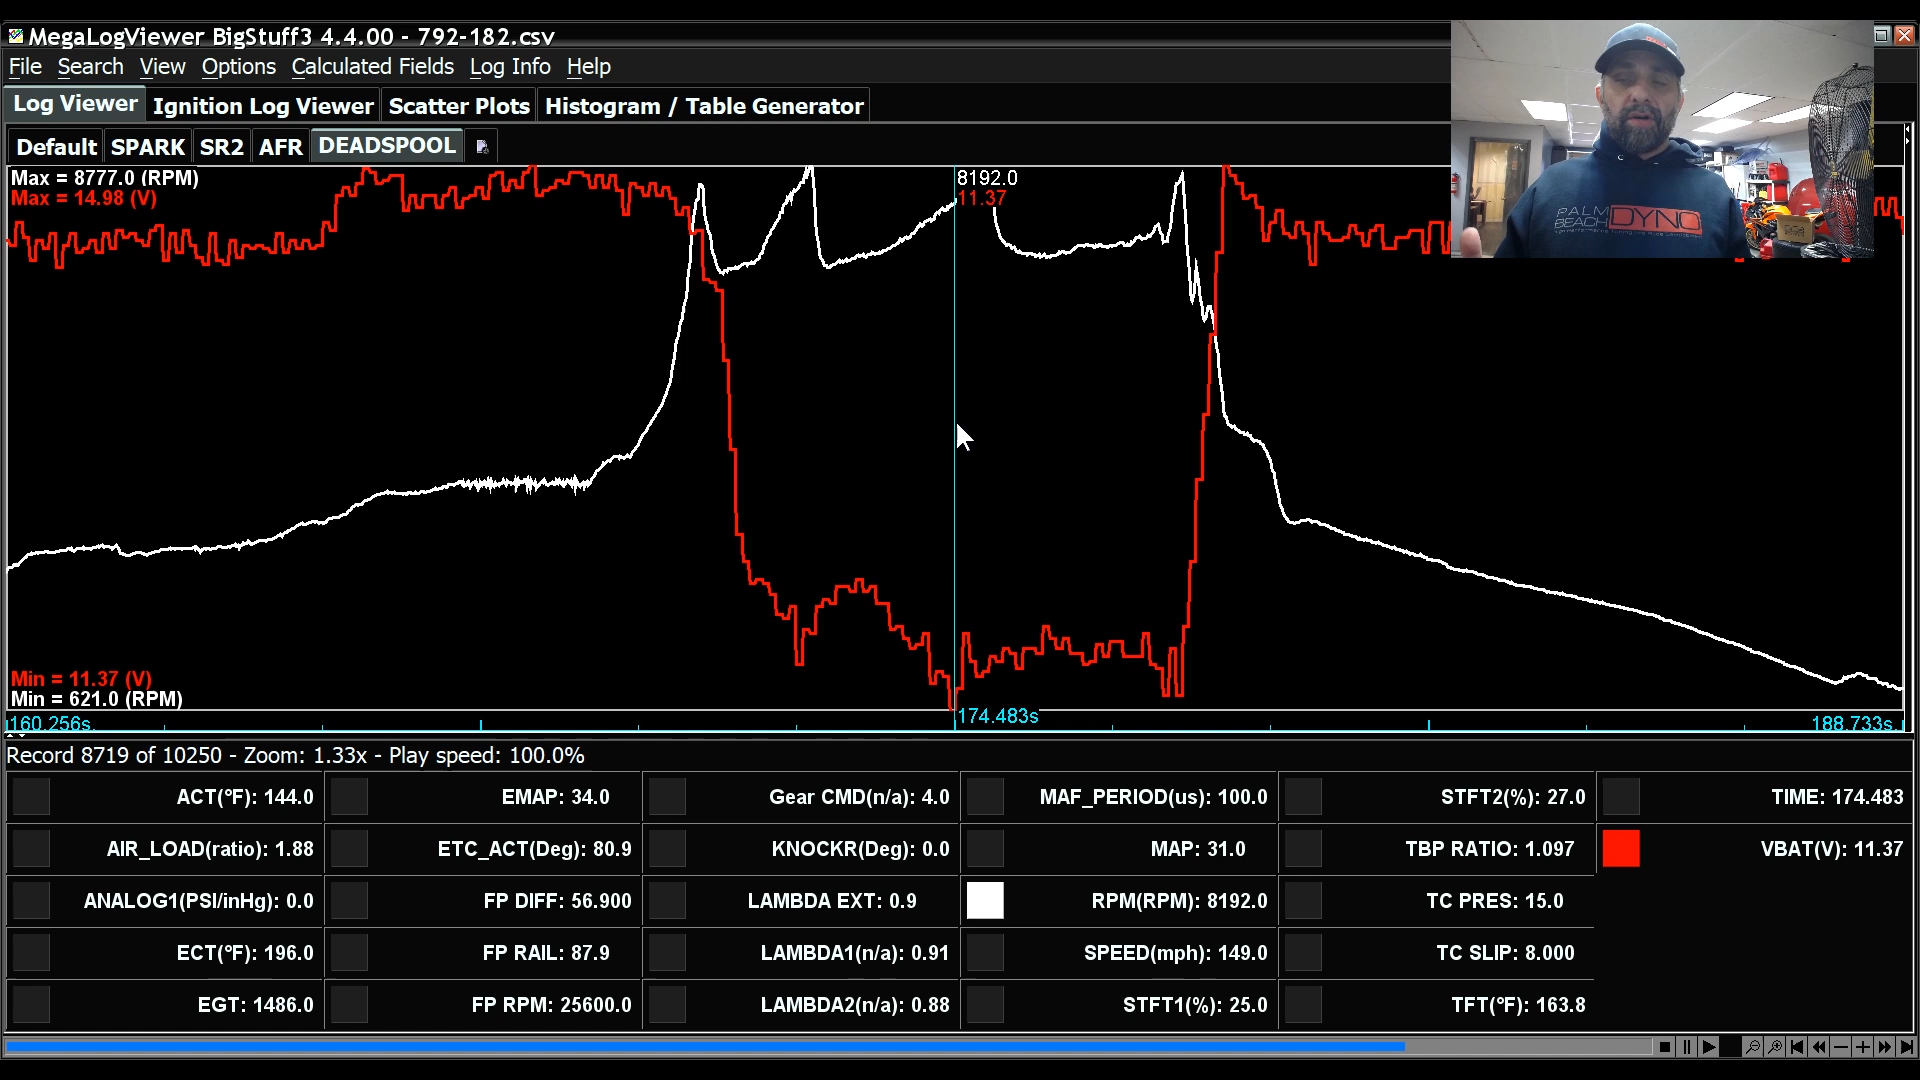 MegaLogViewer BigStuff3 4.4.00 - 792-182.csv
File Search View Options Calculated Fields Log Info Help
Log Viewer Ignition Log Viewer Scatter Plots Histogram / Table Generator
Default SPARK SR2 AFR DEADSPOOL
Max = 8777.0 (RPM)
Max = 14.98 (V)
8192.0
11.37
PALM
BEACH DYNO
Min = 11.37 (V)
Min = 621.0 (RPM)
160.256s 174.483s 188.733s
Record 8719 of 10250 - Zoom: 1.33x - Play speed: 100.0%
ACT(°F): 144.0 EMAP: 34.0 Gear CMD(n/a): 4.0 MAF_PERIOD(us): 100.0 STFT2(%): 27.0 TIME: 174.483
AIR_LOAD(ratio): 1.88 ETC_ACT(Deg): 80.9 KNOCKR(Deg): 0.0 MAP: 31.0 TBP RATIO: 1.097 VBAT(V): 11.37
ANALOG1(PSI/inHg): 0.0 FP DIFF: 56.900 LAMBDA EXT: 0.9 RPM(RPM): 8192.0 TC PRES: 15.0
ECT(°F): 196.0 FP RAIL: 87.9 LAMBDA1(n/a): 0.91 SPEED(mph): 149.0 TC SLIP: 8.000
EGT: 1486.0 FP RPM: 25600.0 LAMBDA2(n/a): 0.88 STFT1(%): 25.0 TFT(°F): 163.8